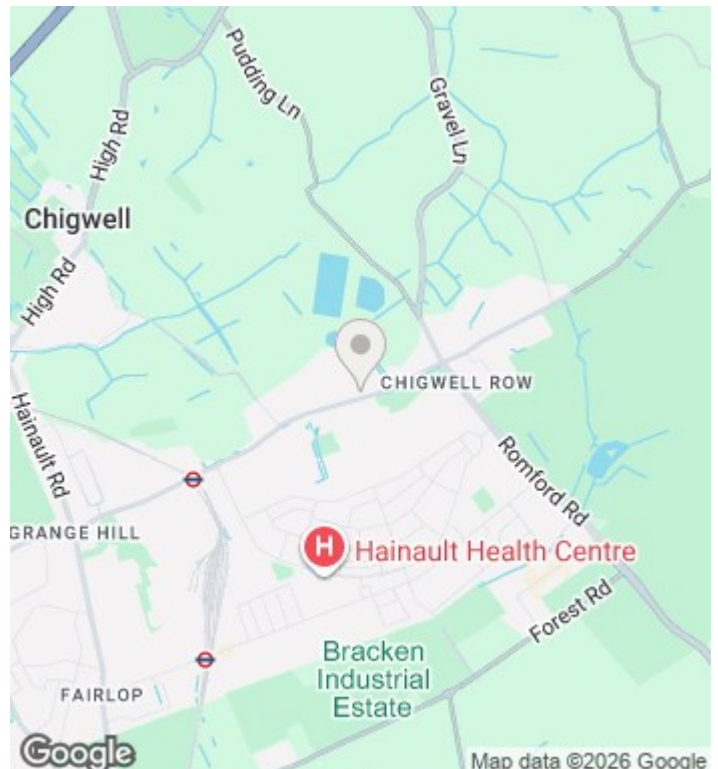 Pudding Ln
Gravel Ln
High Rd
Chigwell
High Rd
CHIGWELL ROW
Hainault Rd
Romford Rd
GRANGE HILL
H
Hainault Health Centre
Forest Rd
Bracken
Industrial
Estate
FAIRLOP
Google
Map data ©2026 Google